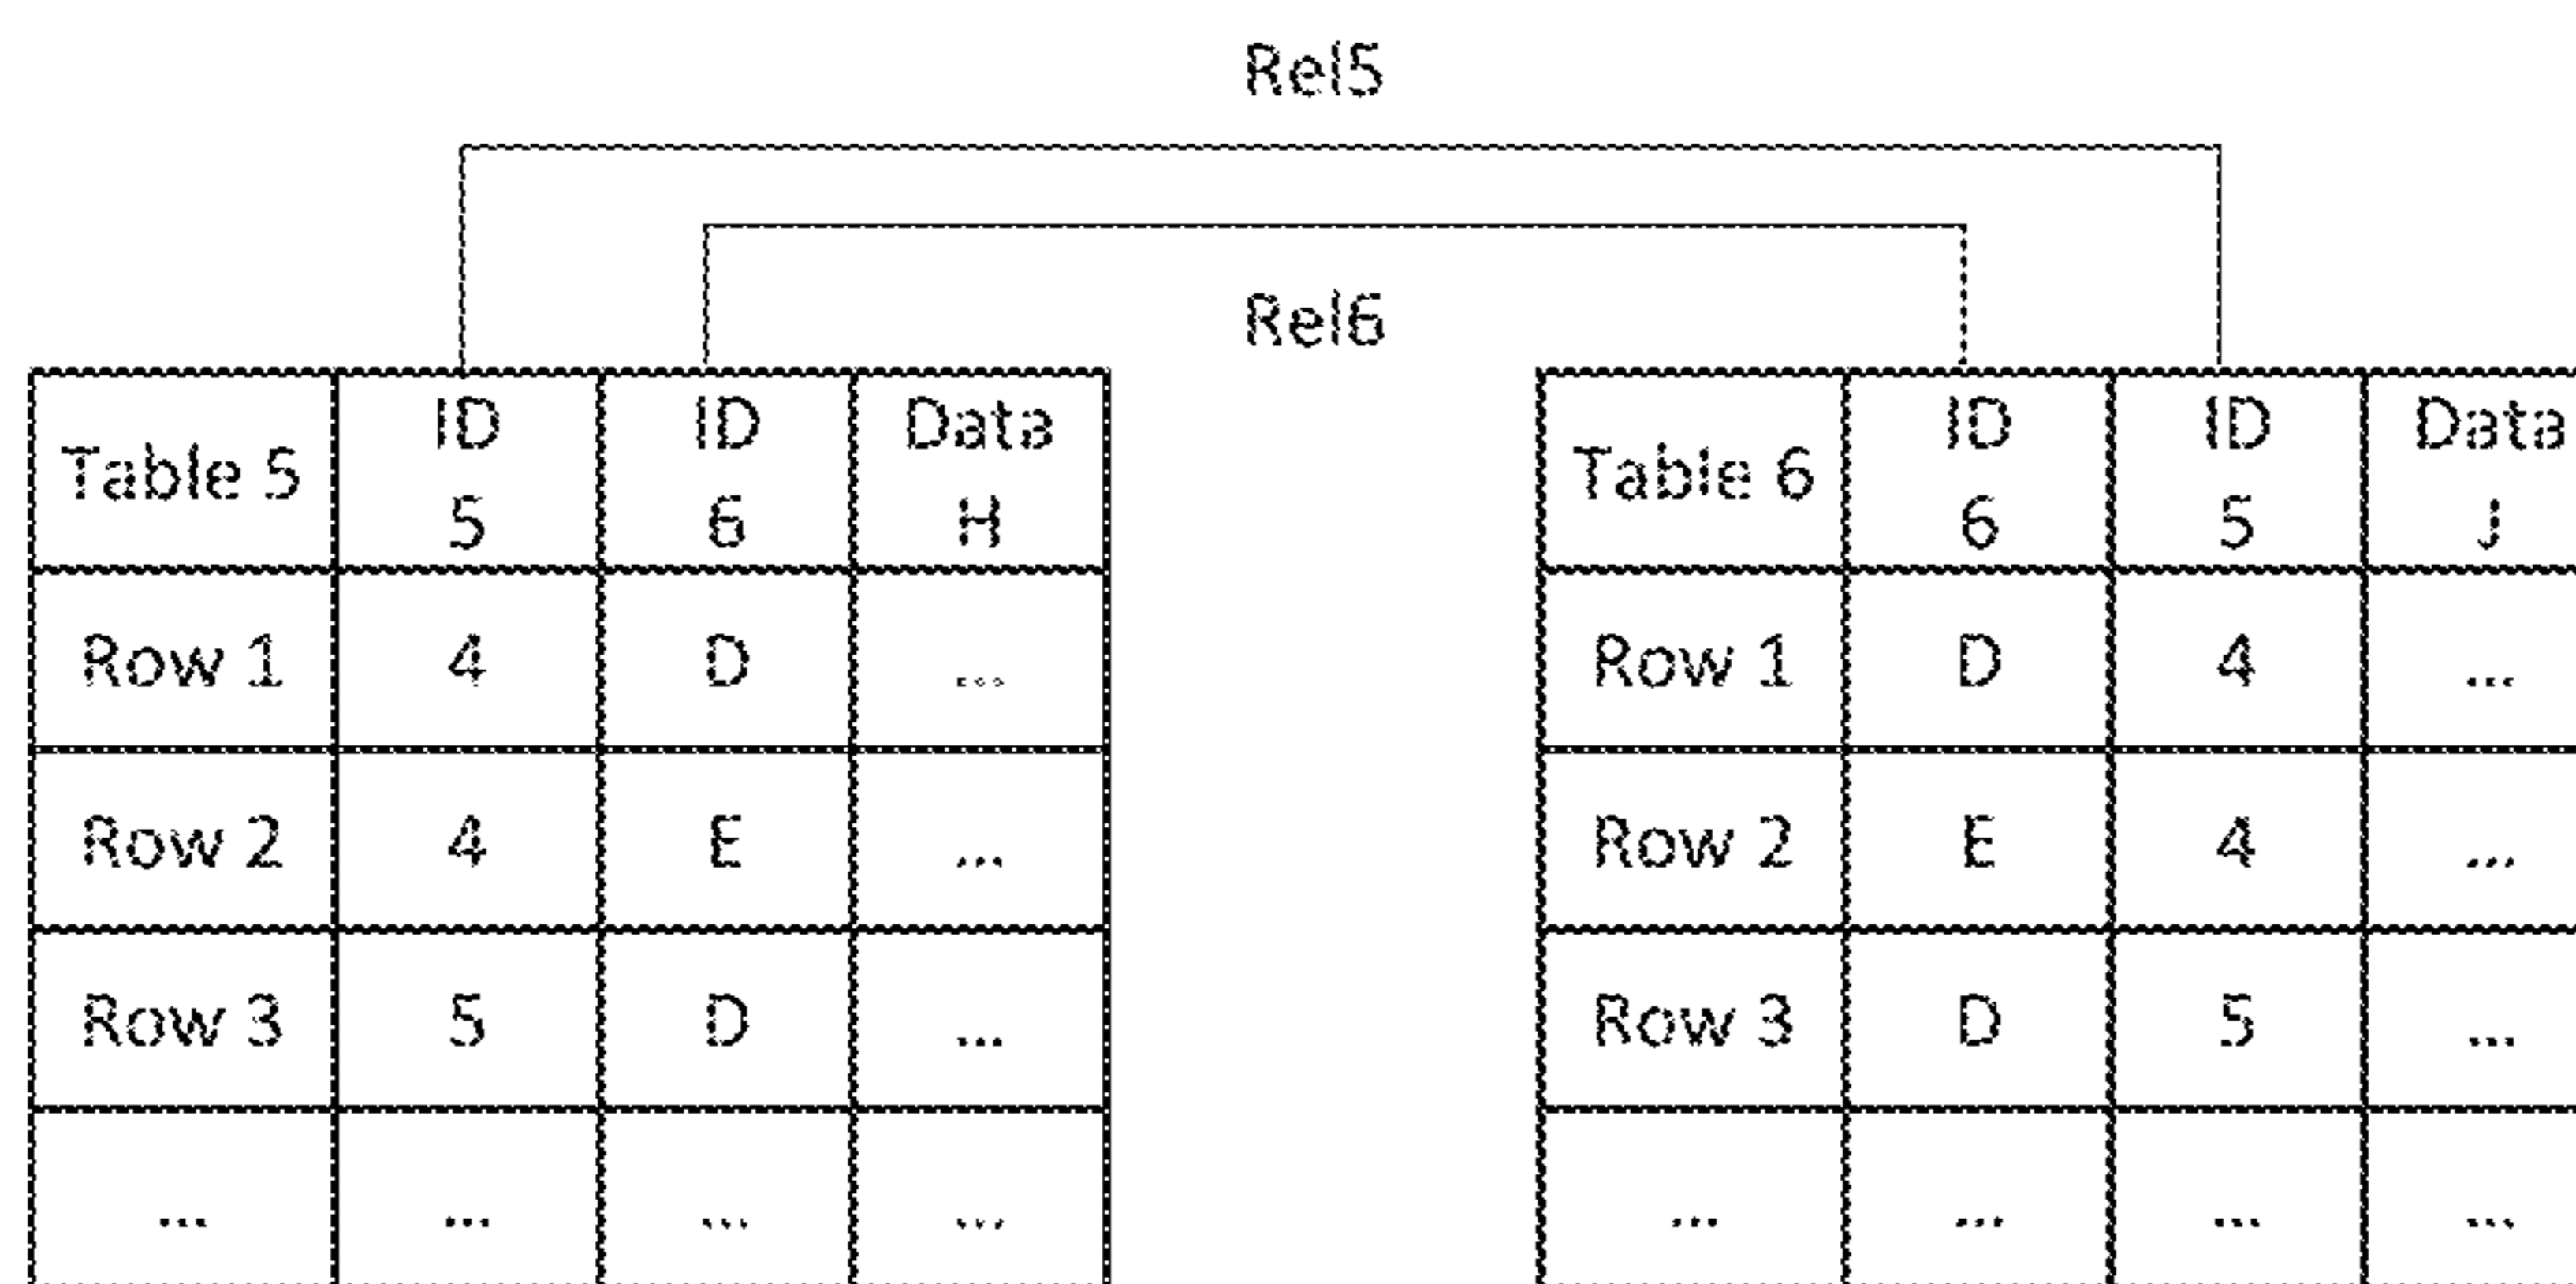 Rel5
Rel6
Table 5 ID 5 ID 6 Data H
Row 1 4 D ...
Row 2 4 E ...
Row 3 5 D ...
... ... ... ...
Table 6 ID 6 ID 5 Data J
Row 1 D 4 ...
Row 2 E 4 ...
Row 3 D 5 ...
... ... ... ...